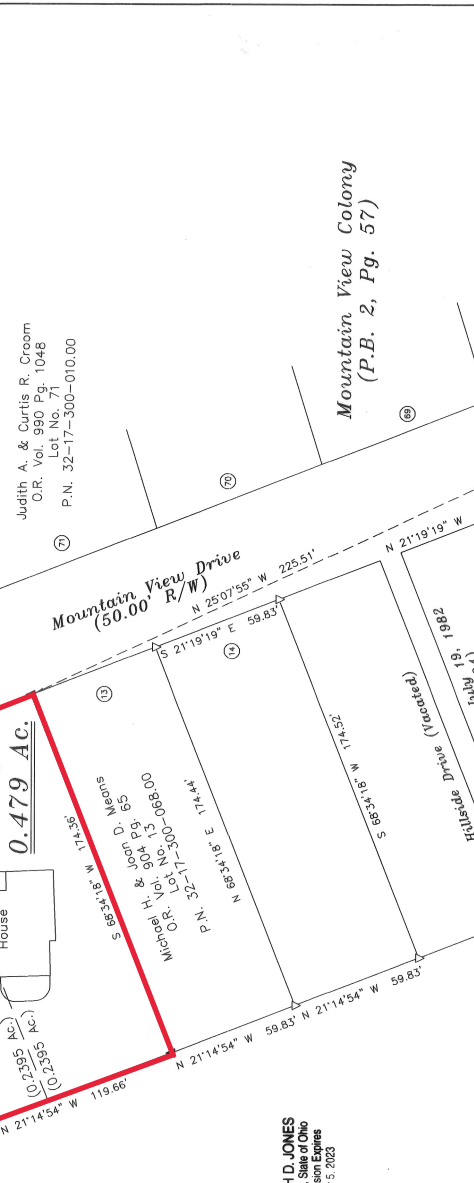 Judith A. & Curtis R. Croom
O.R. Vol. 990 Pg. 1048
Lot No. 71
P.N. 32-17-300-010.00
Mountain View Colony
(P.B. 2, Pg. 57)
69
70
71
Mountain View Drive
(50.00' R/W)
N 25°07'55" W 225.51'
N 21°19'19" W
S 21°19'19" E 59.83'
13
14
0.479 Ac.
House
S 68°34'18" W 174.36'
Michael H. & Joan D. Means
O.R. Vol. 904 Pg. 65
Lot No. 13
P.N. 32-17-300-068.00
N 68°34'18" E 174.44'
S 68°34'18" W 174.52'
Hillside Drive (Vacated)
July 19, 1982
(0.2395 Ac.)
(0.2395 Ac.)
N 21°14'54" W 119.66'
N 21°14'54" W 59.83'
N 21°14'54" W 59.83'
H D. JONES
, State of Ohio
sion Expires
5, 2023